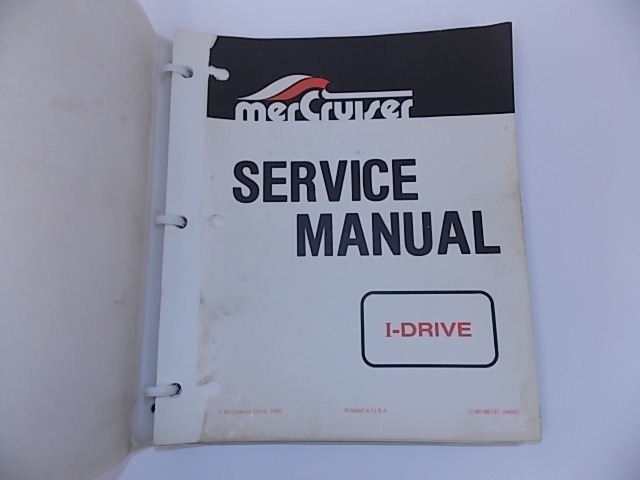 merCruiser
SERVICE
MANUAL
I-DRIVE
Printed in U.S.A.